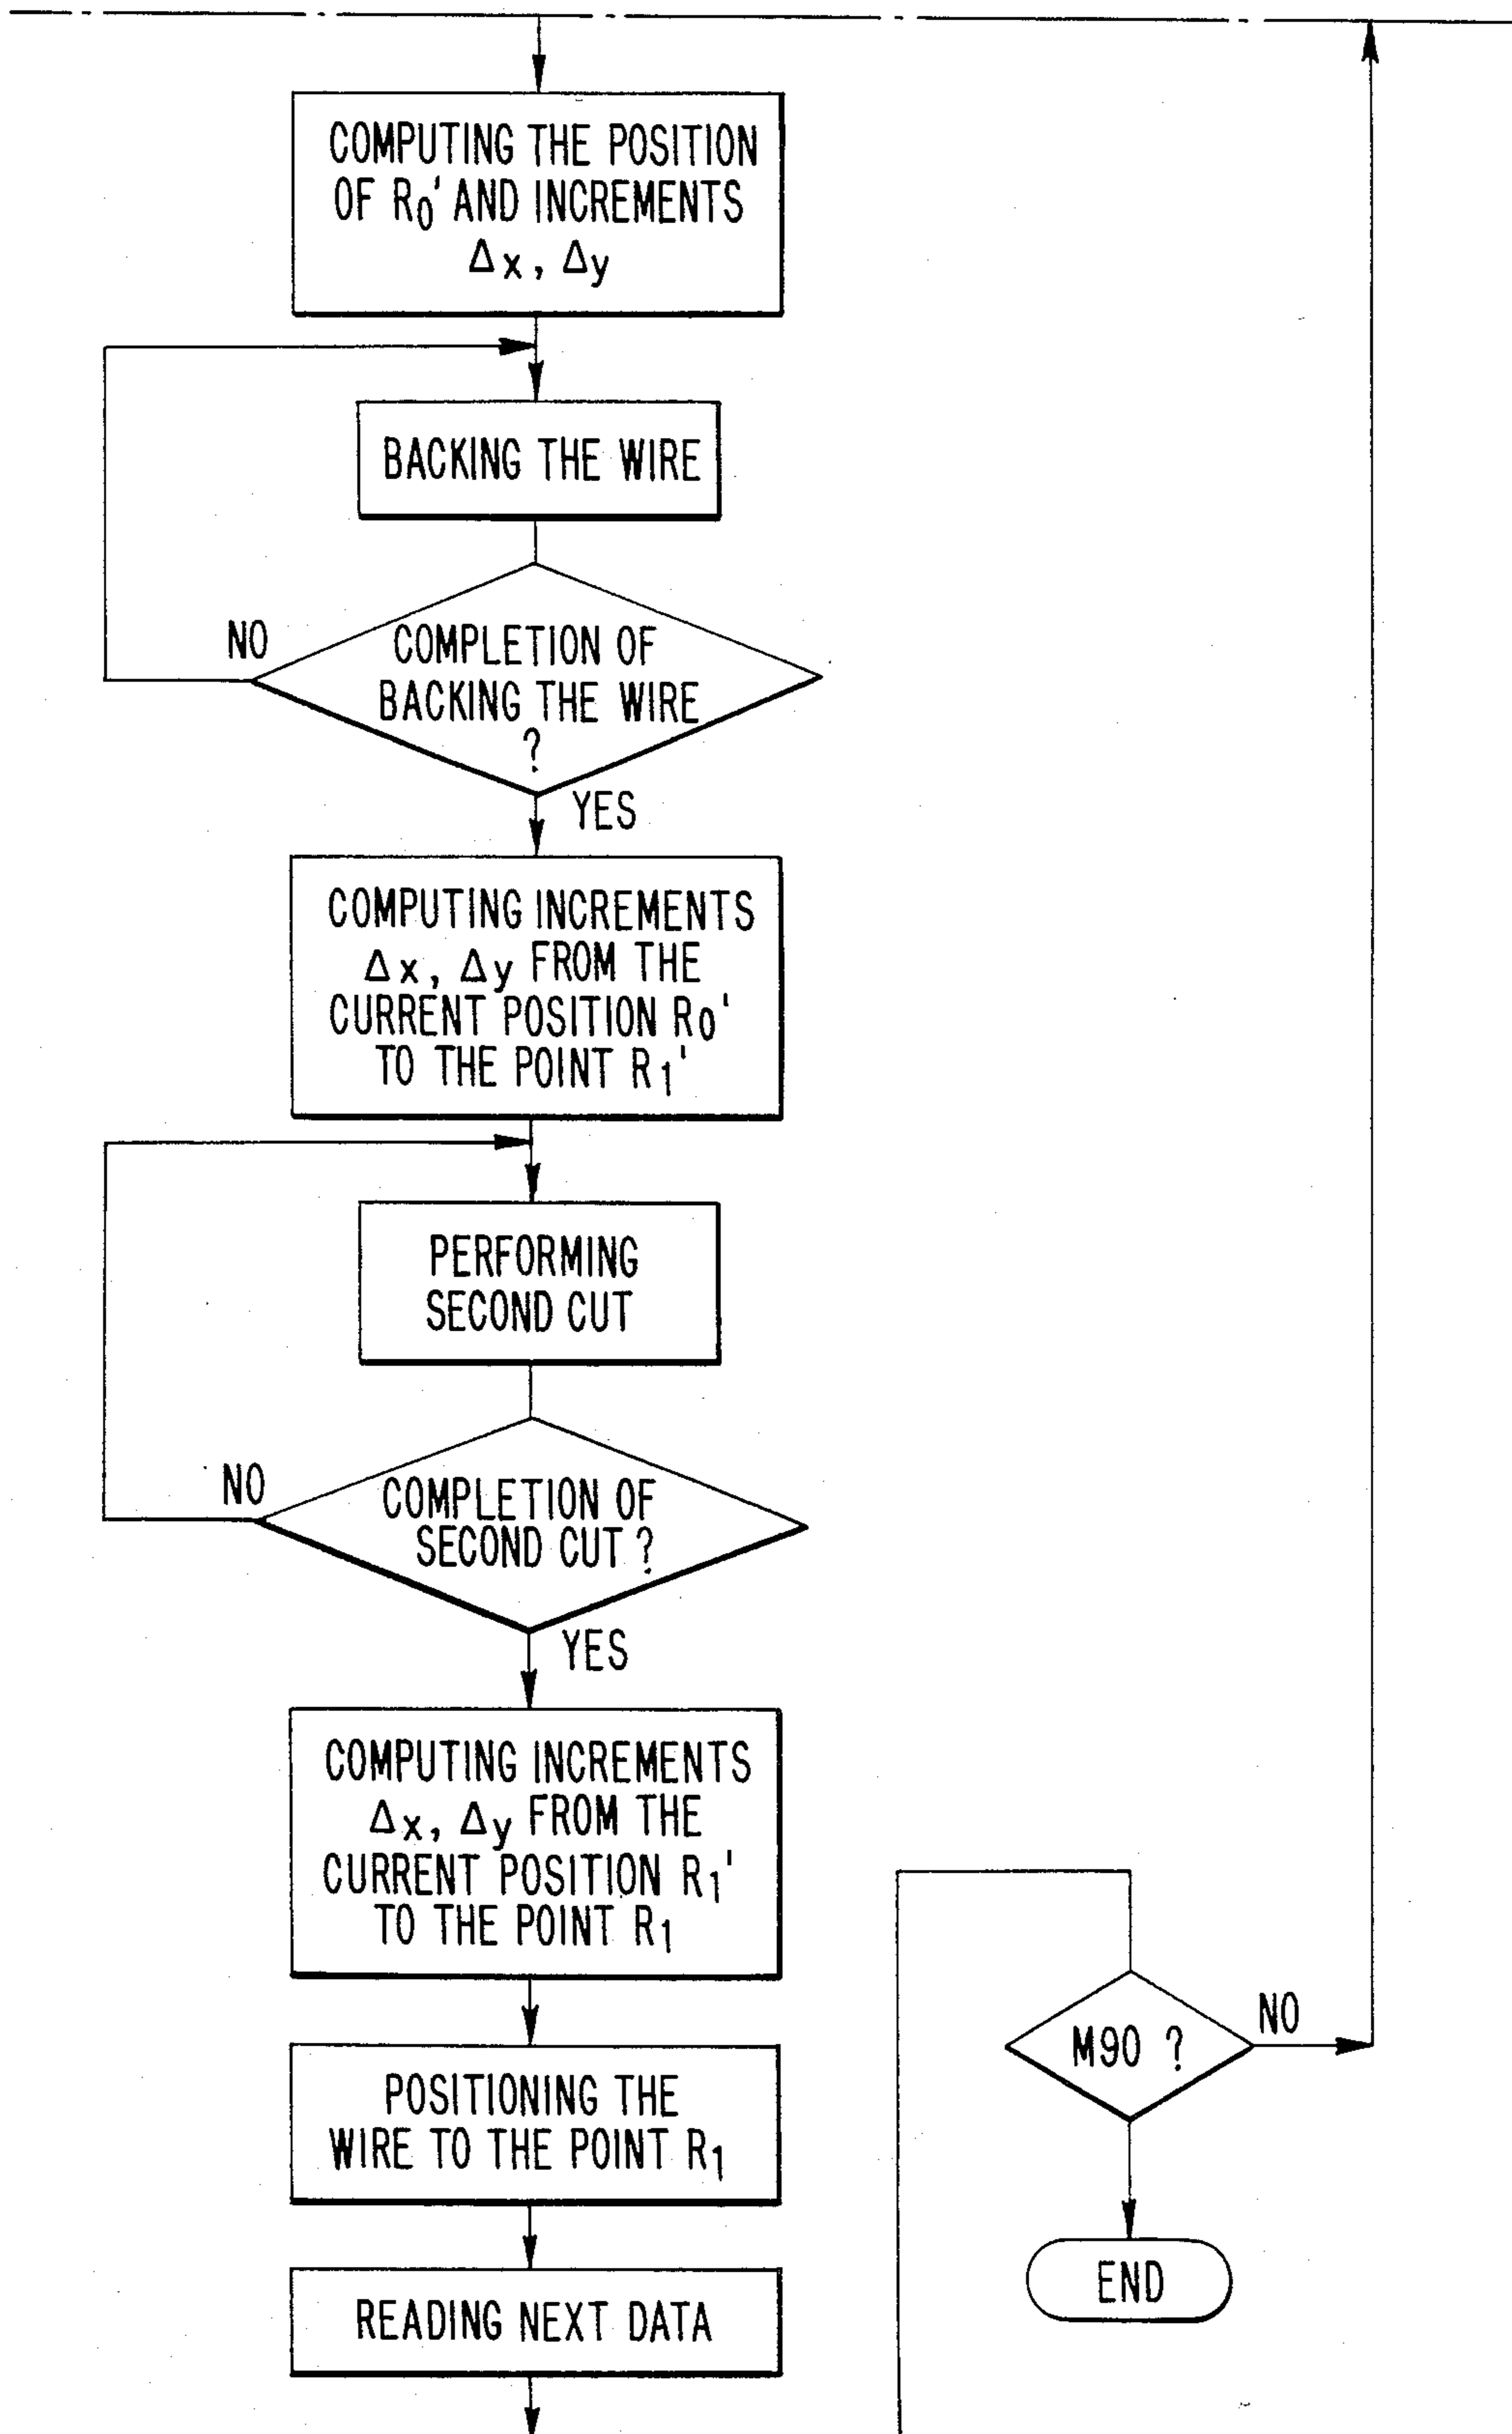 COMPUTING THE POSITION
OF R0' AND INCREMENTS
Δx, Δy
BACKING THE WIRE
NO
COMPLETION OF
BACKING THE WIRE
?
YES
COMPUTING INCREMENTS
Δx, Δy FROM THE
CURRENT POSITION R0'
TO THE POINT R1'
PERFORMING
SECOND CUT
NO
COMPLETION OF
SECOND CUT ?
YES
COMPUTING INCREMENTS
Δx, Δy FROM THE
CURRENT POSITION R1'
TO THE POINT R1
POSITIONING THE
WIRE TO THE POINT R1
READING NEXT DATA
M90 ?
NO
END